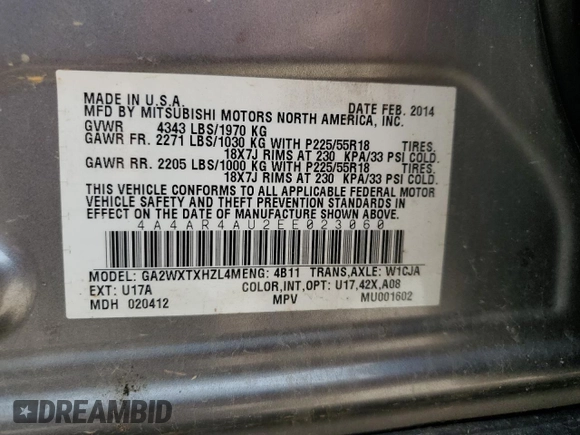 MADE IN U.S.A. DATE FEB. 2014
MFD BY MITSUBISHI MOTORS NORTH AMERICA, INC.
GVWR 4343 LBS/1970 KG
GAWR FR. 2271 LBS/1030 KG WITH P225/55R18 TIRES.
18X7J RIMS AT 230 KPA/33 PSI COLD.
GAWR RR. 2205 LBS/1000 KG WITH P225/55R18 TIRES.
18X7J RIMS AT 230 KPA/33 PSI COLD.
THIS VEHICLE CONFORMS TO ALL APPLICABLE FEDERAL MOTOR
VEHICLE SAFETY AND THEFT PREVENTION STANDARDS IN
EFFECT ON THE DATE OF MANUFACTURE SHOWN ABOVE.
4A4AR4AU2EE023060
MODEL: GA2WXTXHZL4MENG: 4B11 TRANS,AXLE: W1CJA
EXT: U17A COLOR,INT,OPT: U17,42X,A08
MDH 020412 MPV MU001602
DREAMBID